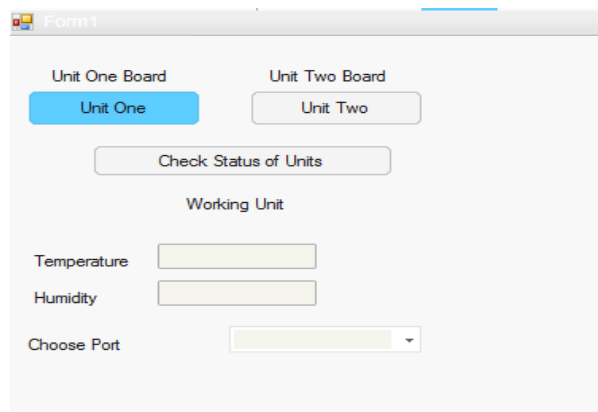 Form1
Unit One Board Unit Two Board
Unit One Unit Two
Check Status of Units
Working Unit
Temperature
Humidity
Choose Port